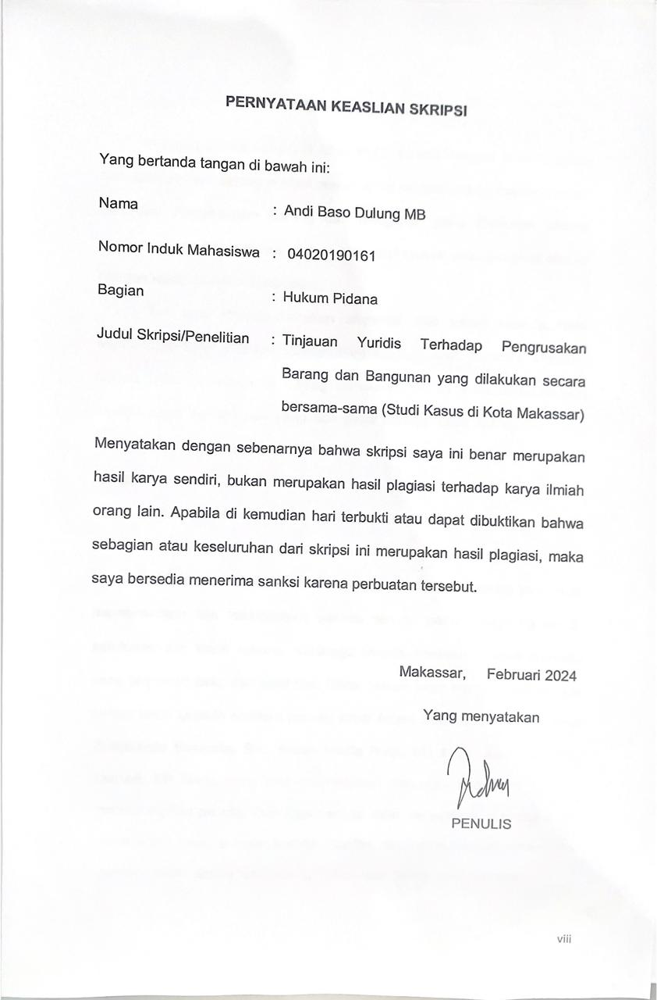 PERNYATAAN KEASLIAN SKRIPSI
Yang bertanda tangan di bawah ini:
Nama : Andi Baso Dulung MB
Nomor Induk Mahasiswa : 04020190161
Bagian : Hukum Pidana
Judul Skripsi/Penelitian : Tinjauan Yuridis Terhadap Pengrusakan
Barang dan Bangunan yang dilakukan secara
bersama-sama (Studi Kasus di Kota Makassar)
Menyatakan dengan sebenarnya bahwa skripsi saya ini benar merupakan
hasil karya sendiri, bukan merupakan hasil plagiasi terhadap karya ilmiah
orang lain. Apabila di kemudian hari terbukti atau dapat dibuktikan bahwa
sebagian atau keseluruhan dari skripsi ini merupakan hasil plagiasi, maka
saya bersedia menerima sanksi karena perbuatan tersebut.
Makassar, Februari 2024
Yang menyatakan
PENULIS
viii